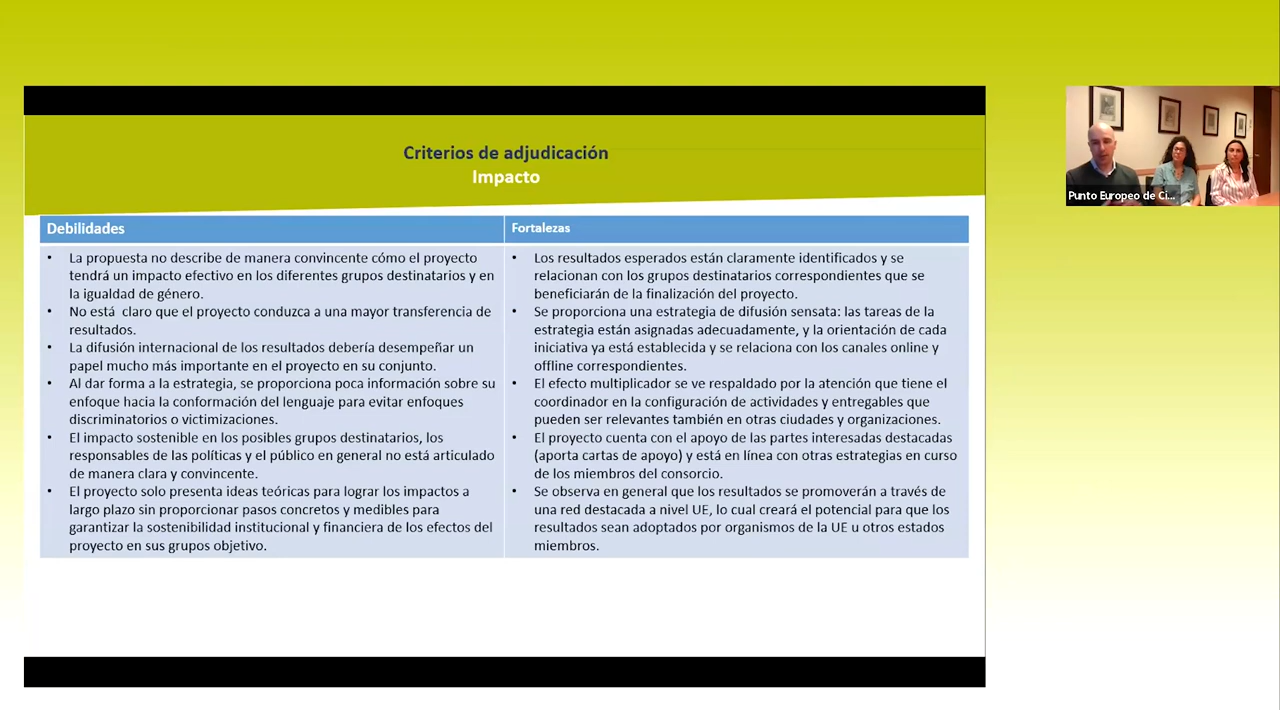 Criterios de adjudicación
Impacto
Debilidades
• La propuesta no describe de manera convincente cómo el proyecto
tendrá un impacto efectivo en los diferentes grupos destinatarios y en
la igualdad de género.
• No está claro que el proyecto conduzca a una mayor transferencia de
resultados.
• La difusión internacional de los resultados debería desempeñar un
papel mucho más importante en el proyecto en su conjunto.
• Al dar forma a la estrategia, se proporciona poca información sobre su
enfoque hacia la conformación del lenguaje para evitar enfoques
discriminatorios o victimizaciones.
• El impacto sostenible en los posibles grupos destinatarios, los
responsables de las políticas y el público en general no está articulado
de manera clara y convincente.
• El proyecto solo presenta ideas teóricas para lograr los impactos a
largo plazo sin proporcionar pasos concretos y medibles para
garantizar la sostenibilidad institucional y financiera de los efectos del
proyecto en sus grupos objetivo.
Fortalezas
• Los resultados esperados están claramente identificados y se
relacionan con los grupos destinatarios correspondientes que se
beneficiarán de la finalización del proyecto.
• Se proporciona una estrategia de difusión sensata: las tareas de la
estrategia están asignadas adecuadamente, y la orientación de cada
iniciativa ya está establecida y se relaciona con los canales online y
offline correspondientes.
• El efecto multiplicador se ve respaldado por la atención que tiene el
coordinador en la configuración de actividades y entregables que
pueden ser relevantes también en otras ciudades y organizaciones.
• El proyecto cuenta con el apoyo de las partes interesadas destacadas
(aporta cartas de apoyo) y está en línea con otras estrategias en curso
de los miembros del consorcio.
• Se observa en general que los resultados se promoverán a través de
una red destacada a nivel UE, lo cual creará el potencial para que los
resultados sean adoptados por organismos de la UE u otros estados
miembros.
Punto Europeo de Ci...